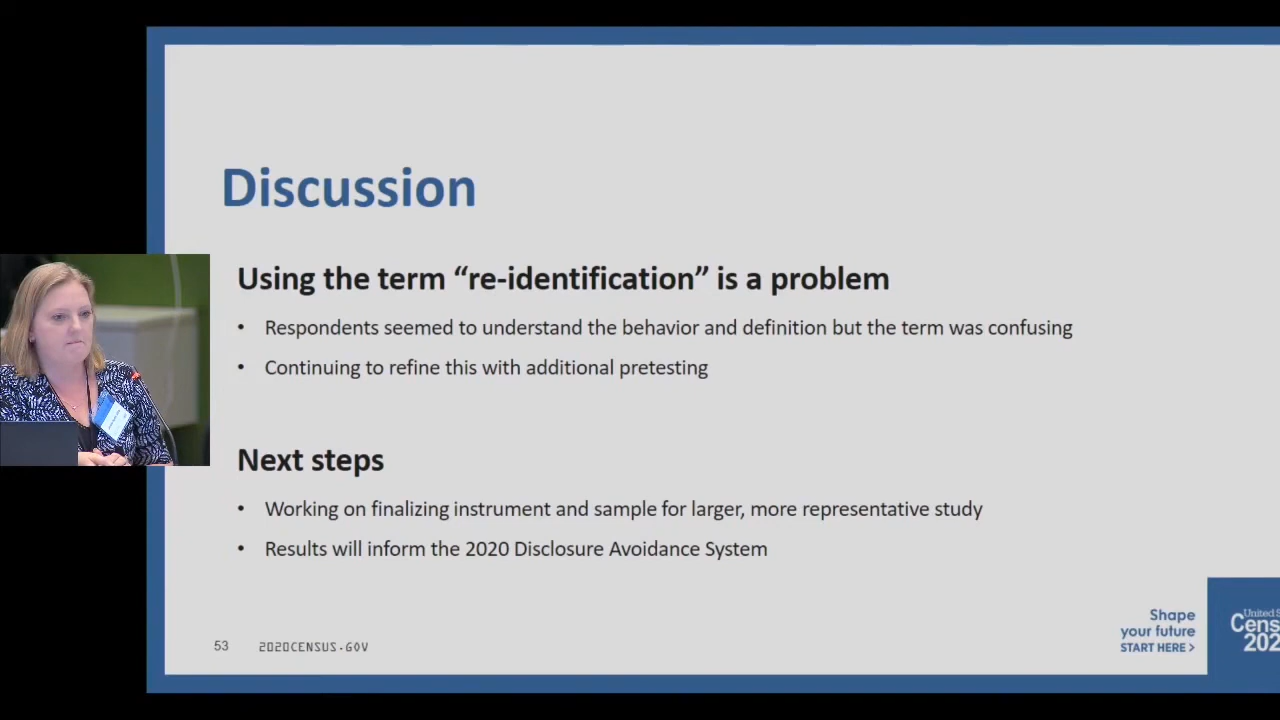 Discussion
Using the term “re-identification” is a problem
• Respondents seemed to understand the behavior and definition but the term was confusing
• Continuing to refine this with additional pretesting
Next steps
• Working on finalizing instrument and sample for larger, more representative study
• Results will inform the 2020 Disclosure Avoidance System
53 2020CENSUS.GOV
Shape
your future
START HERE >
United S
Cens
202